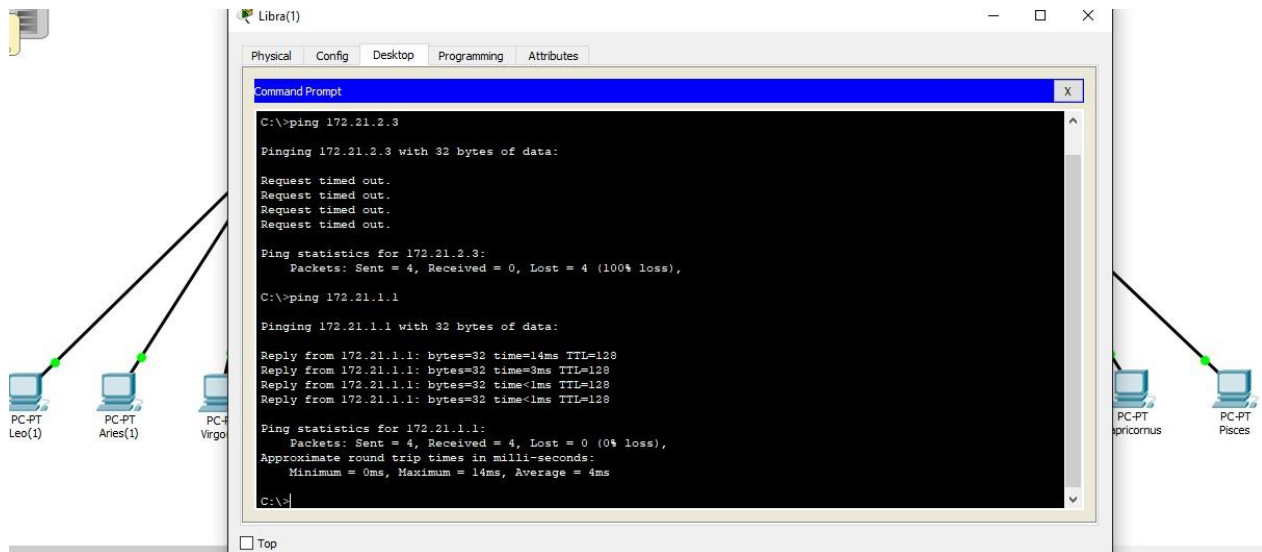 Libra(1)
Physical Config Desktop Programming Attributes
Command Prompt X
C:\>ping 172.21.2.3
Pinging 172.21.2.3 with 32 bytes of data:
Request timed out.
Request timed out.
Request timed out.
Request timed out.
Ping statistics for 172.21.2.3:
Packets: Sent = 4, Received = 0, Lost = 4 (100% loss),
C:\>ping 172.21.1.1
Pinging 172.21.1.1 with 32 bytes of data:
Reply from 172.21.1.1: bytes=32 time=14ms TTL=128
Reply from 172.21.1.1: bytes=32 time=3ms TTL=128
Reply from 172.21.1.1: bytes=32 time<1ms TTL=128
Reply from 172.21.1.1: bytes=32 time<1ms TTL=128
Ping statistics for 172.21.1.1:
Packets: Sent = 4, Received = 4, Lost = 0 (0% loss),
Approximate round trip times in milli-seconds:
Minimum = 0ms, Maximum = 14ms, Average = 4ms
C:\>
Top
PC-PT
Leo(1)
PC-PT
Aries(1)
PC-P
Virgo
PC-PT
apricornus
PC-PT
Pisces